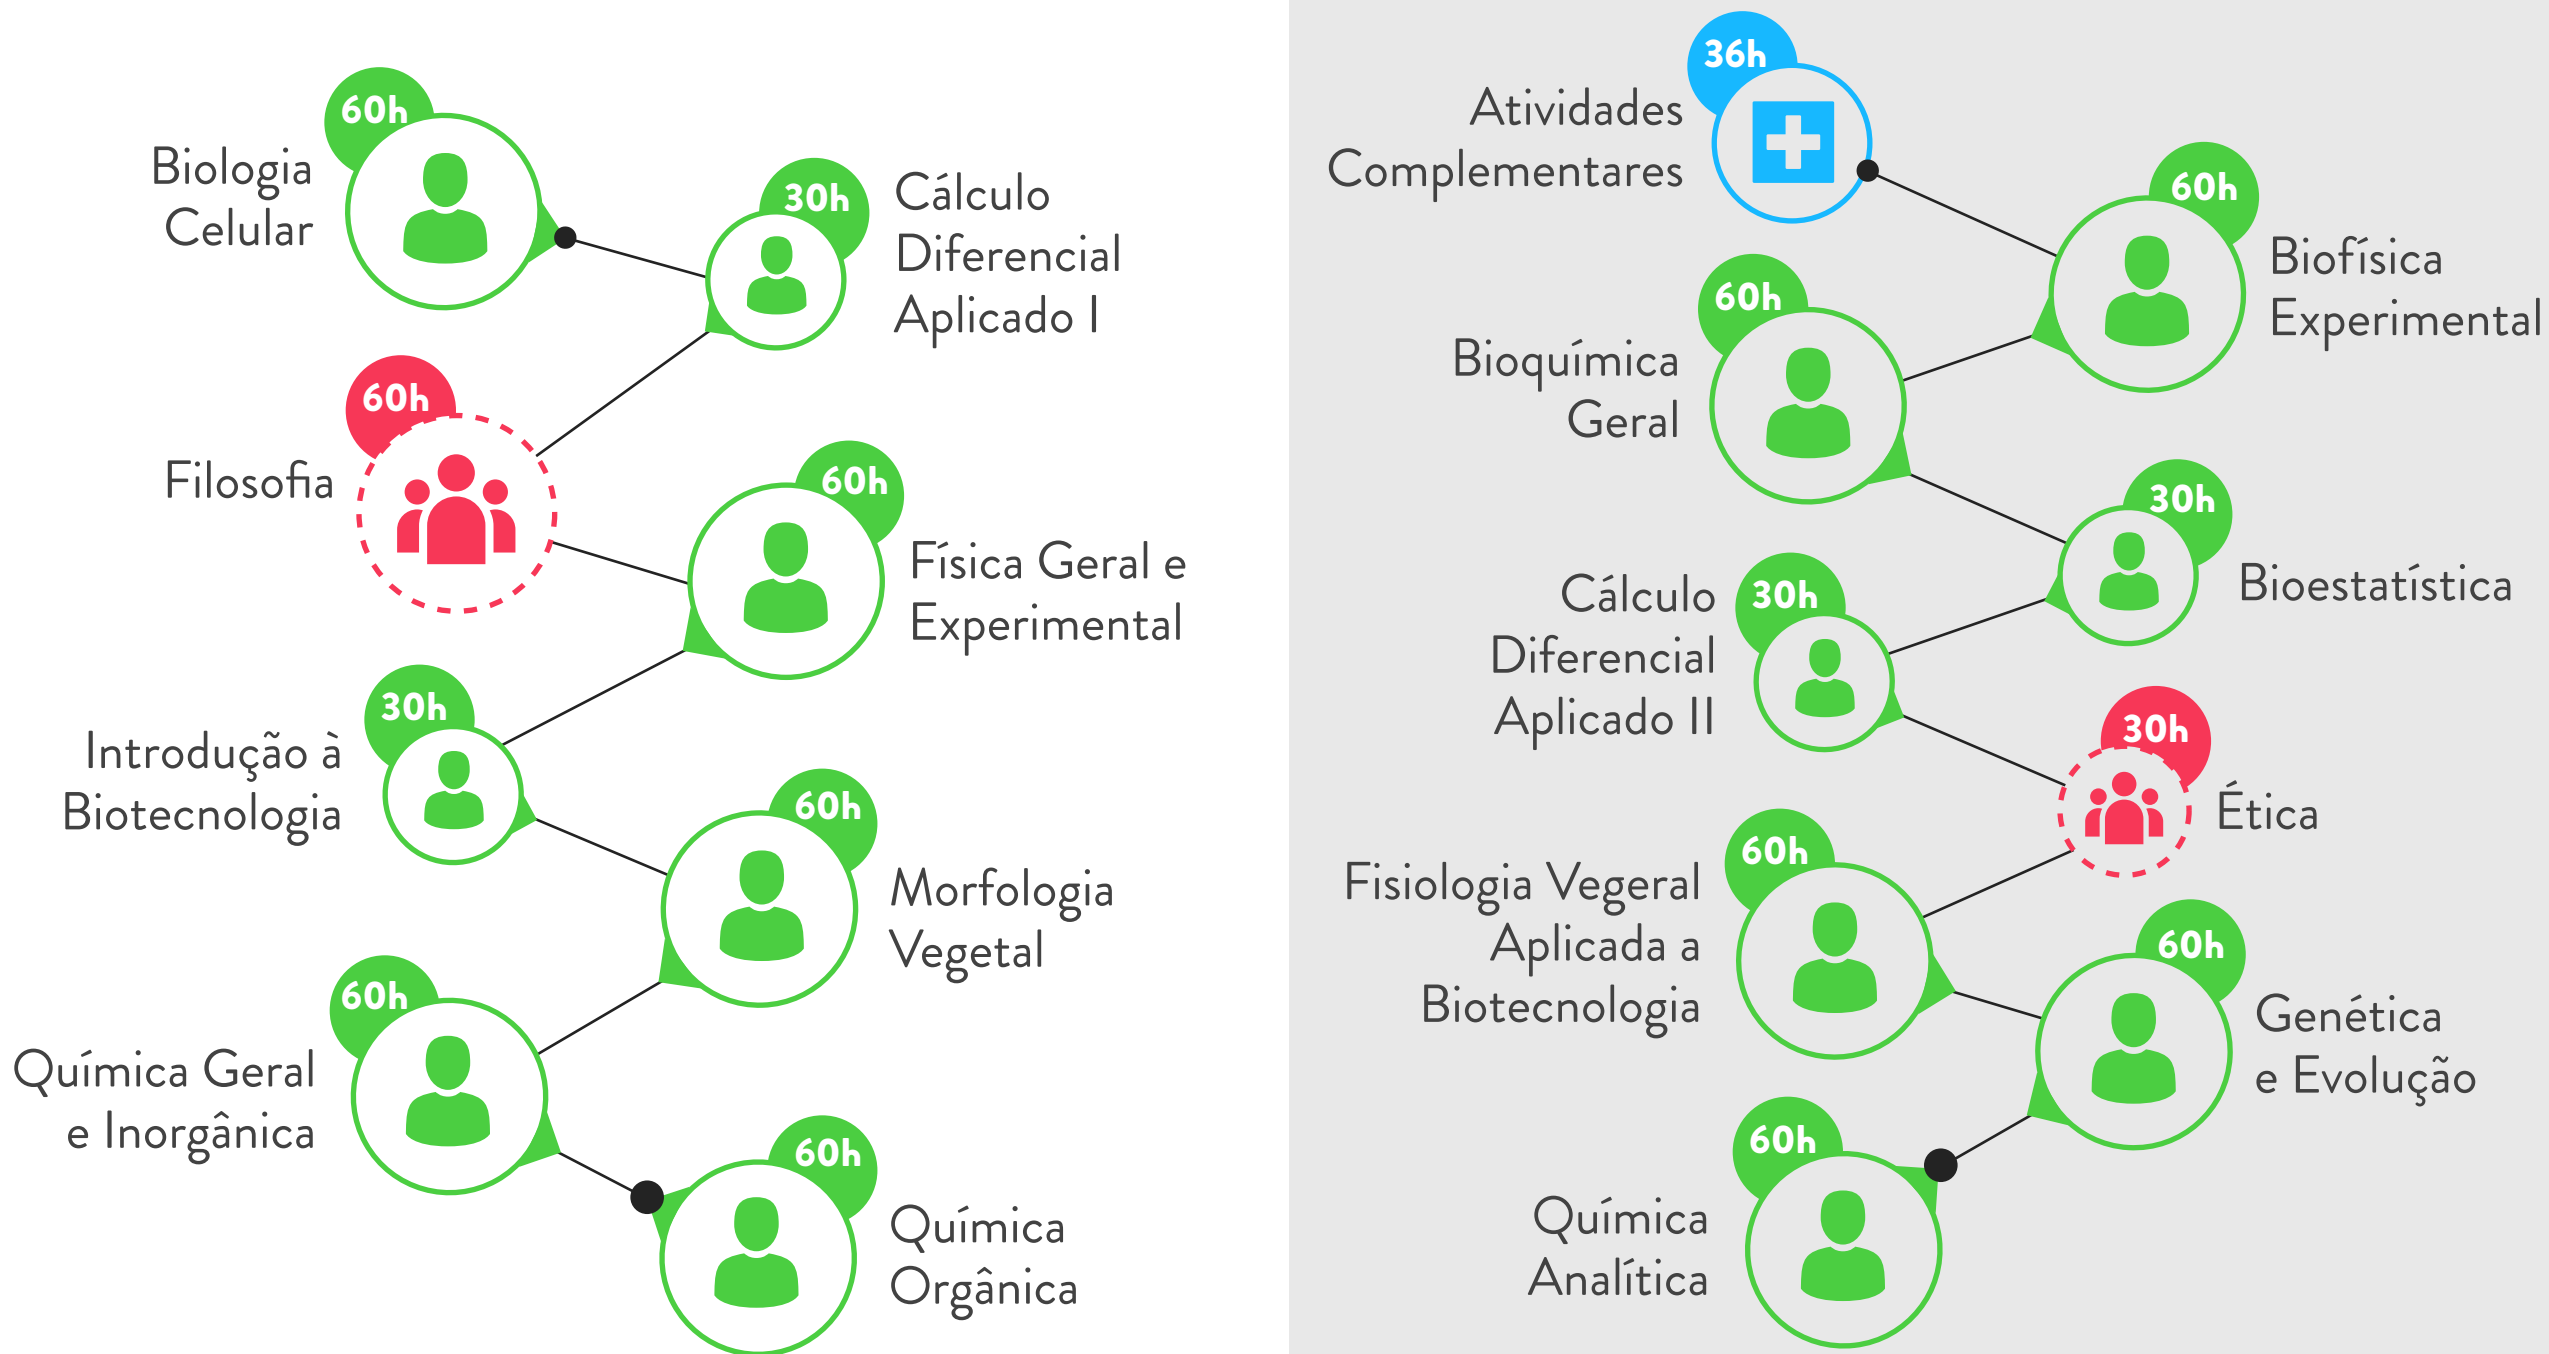 60h
Biologia
Celular
30h
Cálculo
Diferencial
Aplicado I
60h
Filosofia
60h
Física Geral e
Experimental
30h
Introdução à
Biotecnologia
60h
Morfologia
Vegetal
60h
Química Geral
e Inorgânica
60h
Química
Orgânica
36h
Atividades
Complementares
60h
Biofísica
Experimental
60h
Bioquímica
Geral
30h
Bioestatística
30h
Cálculo
Diferencial
Aplicado II
30h
Ética
60h
Fisiologia Vegeral
Aplicada a
Biotecnologia
60h
Genética
e Evolução
60h
Química
Analítica